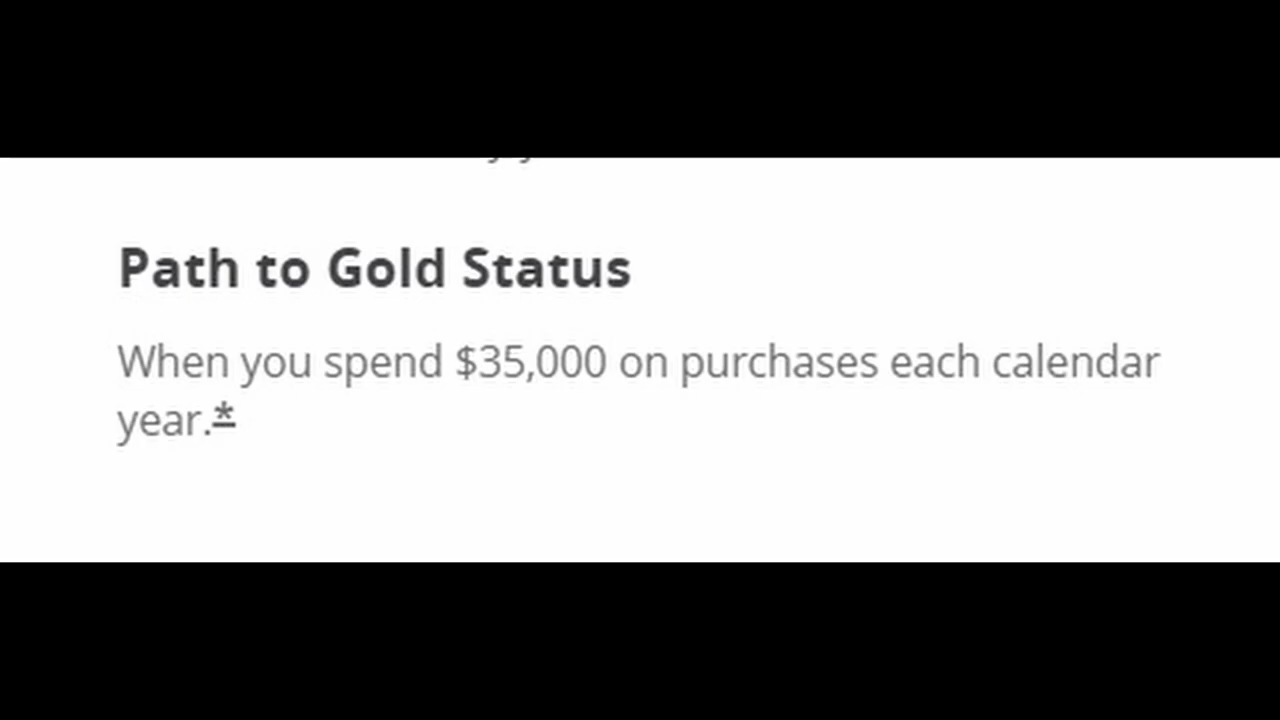 Path to Gold Status
When you spend $35,000 on purchases each calendar
year.*